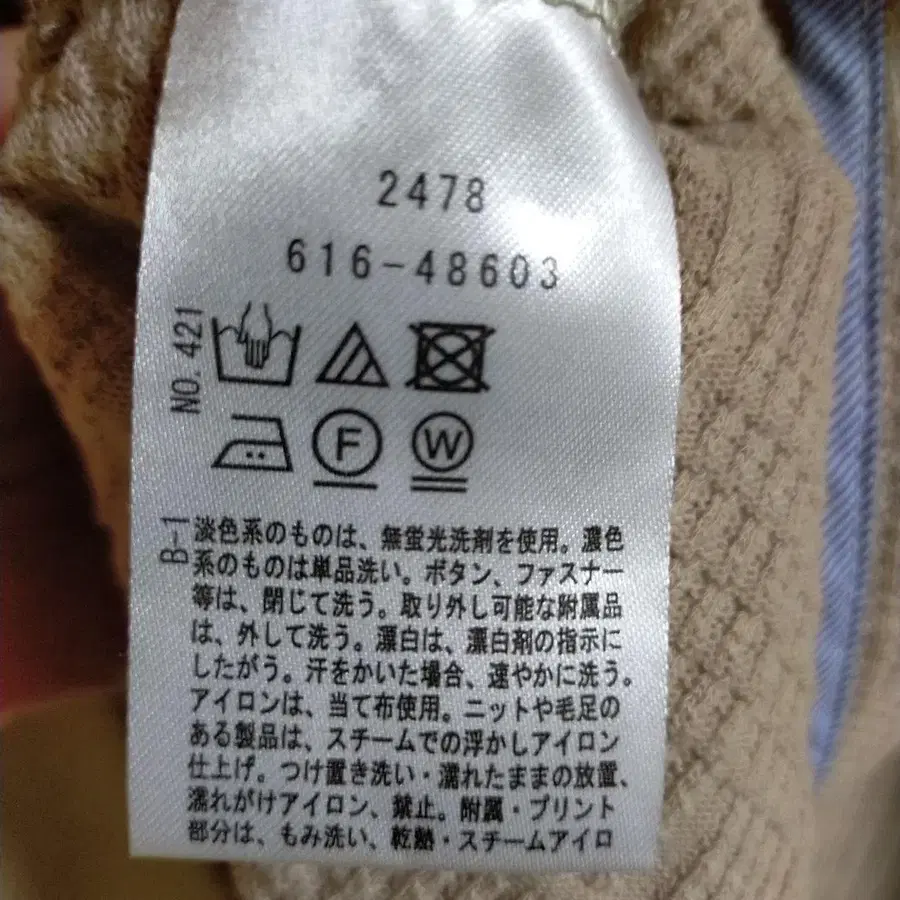 2478
616-48603
NO. 421
F
W
B-1
淡色系のものは、無蛍光洗剤を使用。濃色
系のものは単品洗い。ボタン、ファスナー
等は、閉じて洗う。取り外し可能な附属品
は、外して洗う。漂白は、漂白剤の指示に
したがう。汗をかいた場合、速やかに洗う。
アイロンは、当て布使用。ニットや毛足の
ある製品は、スチームでの浮かしアイロン
仕上げ。つけ置き洗い・濡れたままの放置、
濡れがけアイロン、禁止。附属・プリント
部分は、もみ洗い、乾熱・スチームアイロ